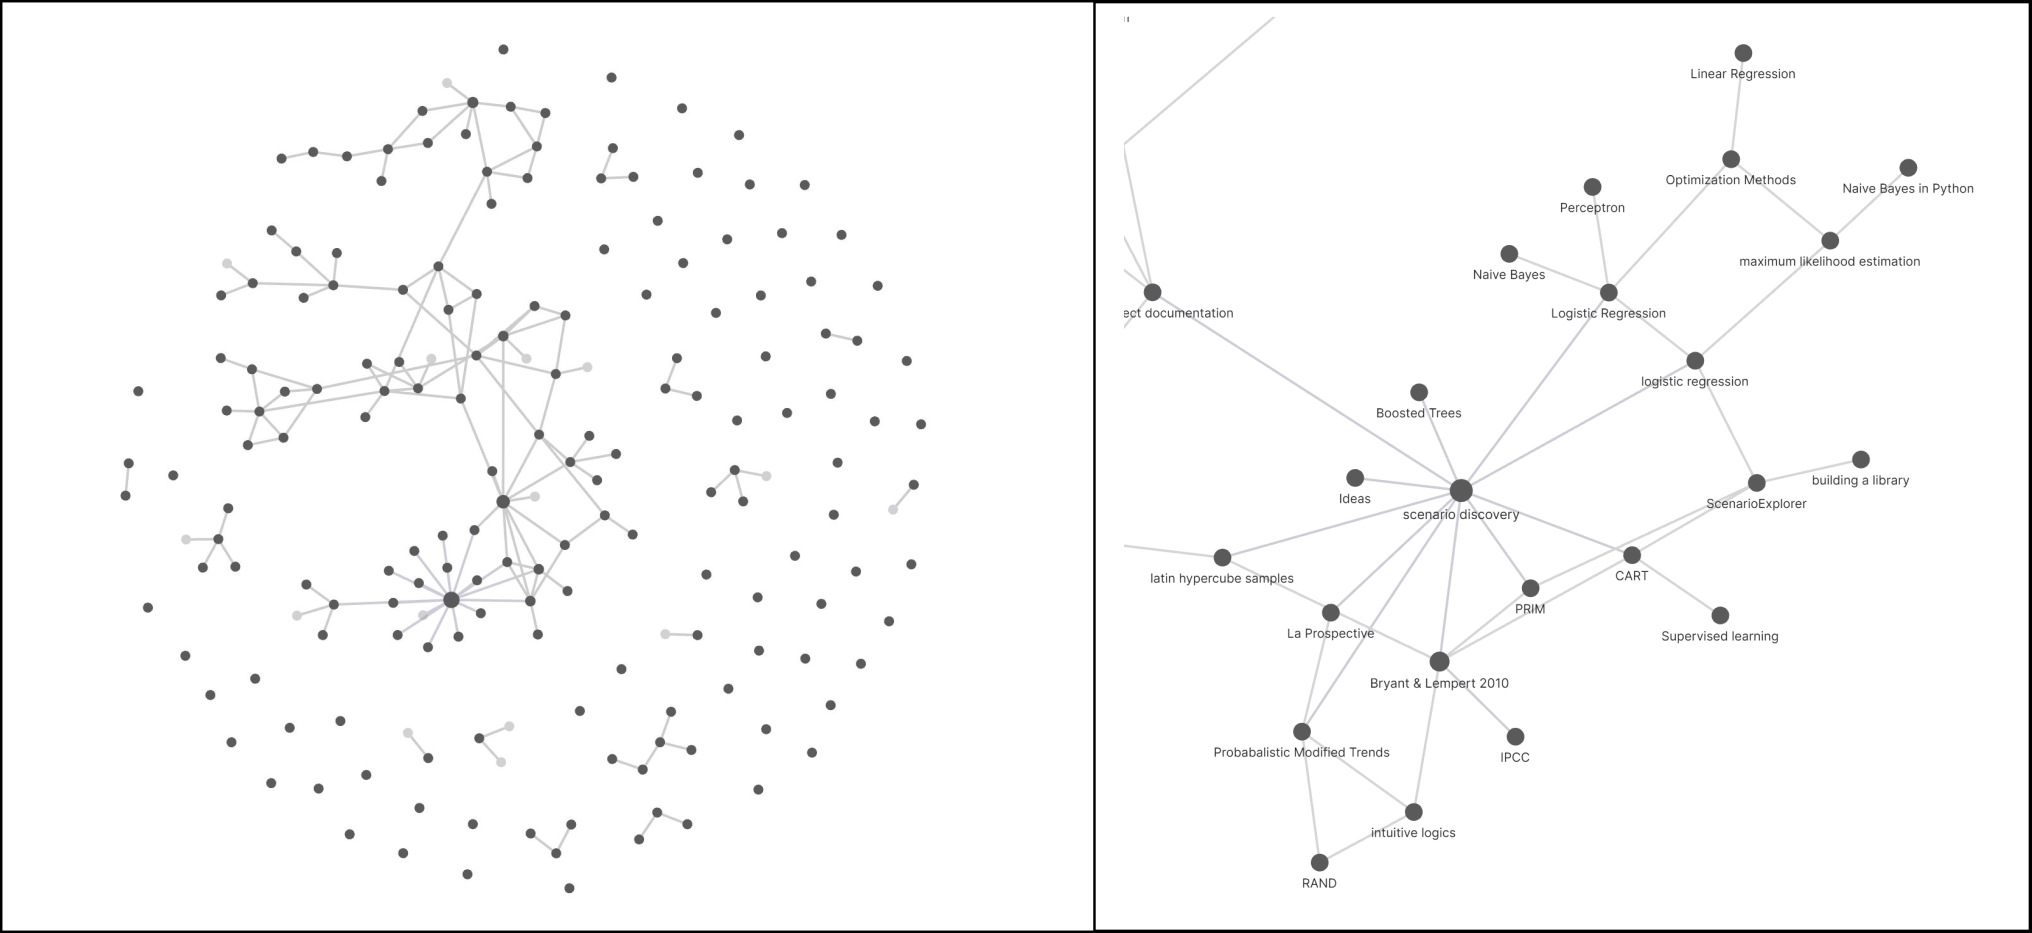 Linear Regression
Optimization Methods
Naive Bayes in Python
Perceptron
maximum likelihood estimation
Naive Bayes
ect documentation
Logistic Regression
logistic regression
Boosted Trees
building a library
Ideas
ScenarioExplorer
scenario discovery
latin hypercube samples
CART
PRIM
La Prospective
Supervised learning
Bryant & Lempert 2010
Probabalistic Modified Trends
IPCC
intuitive logics
RAND